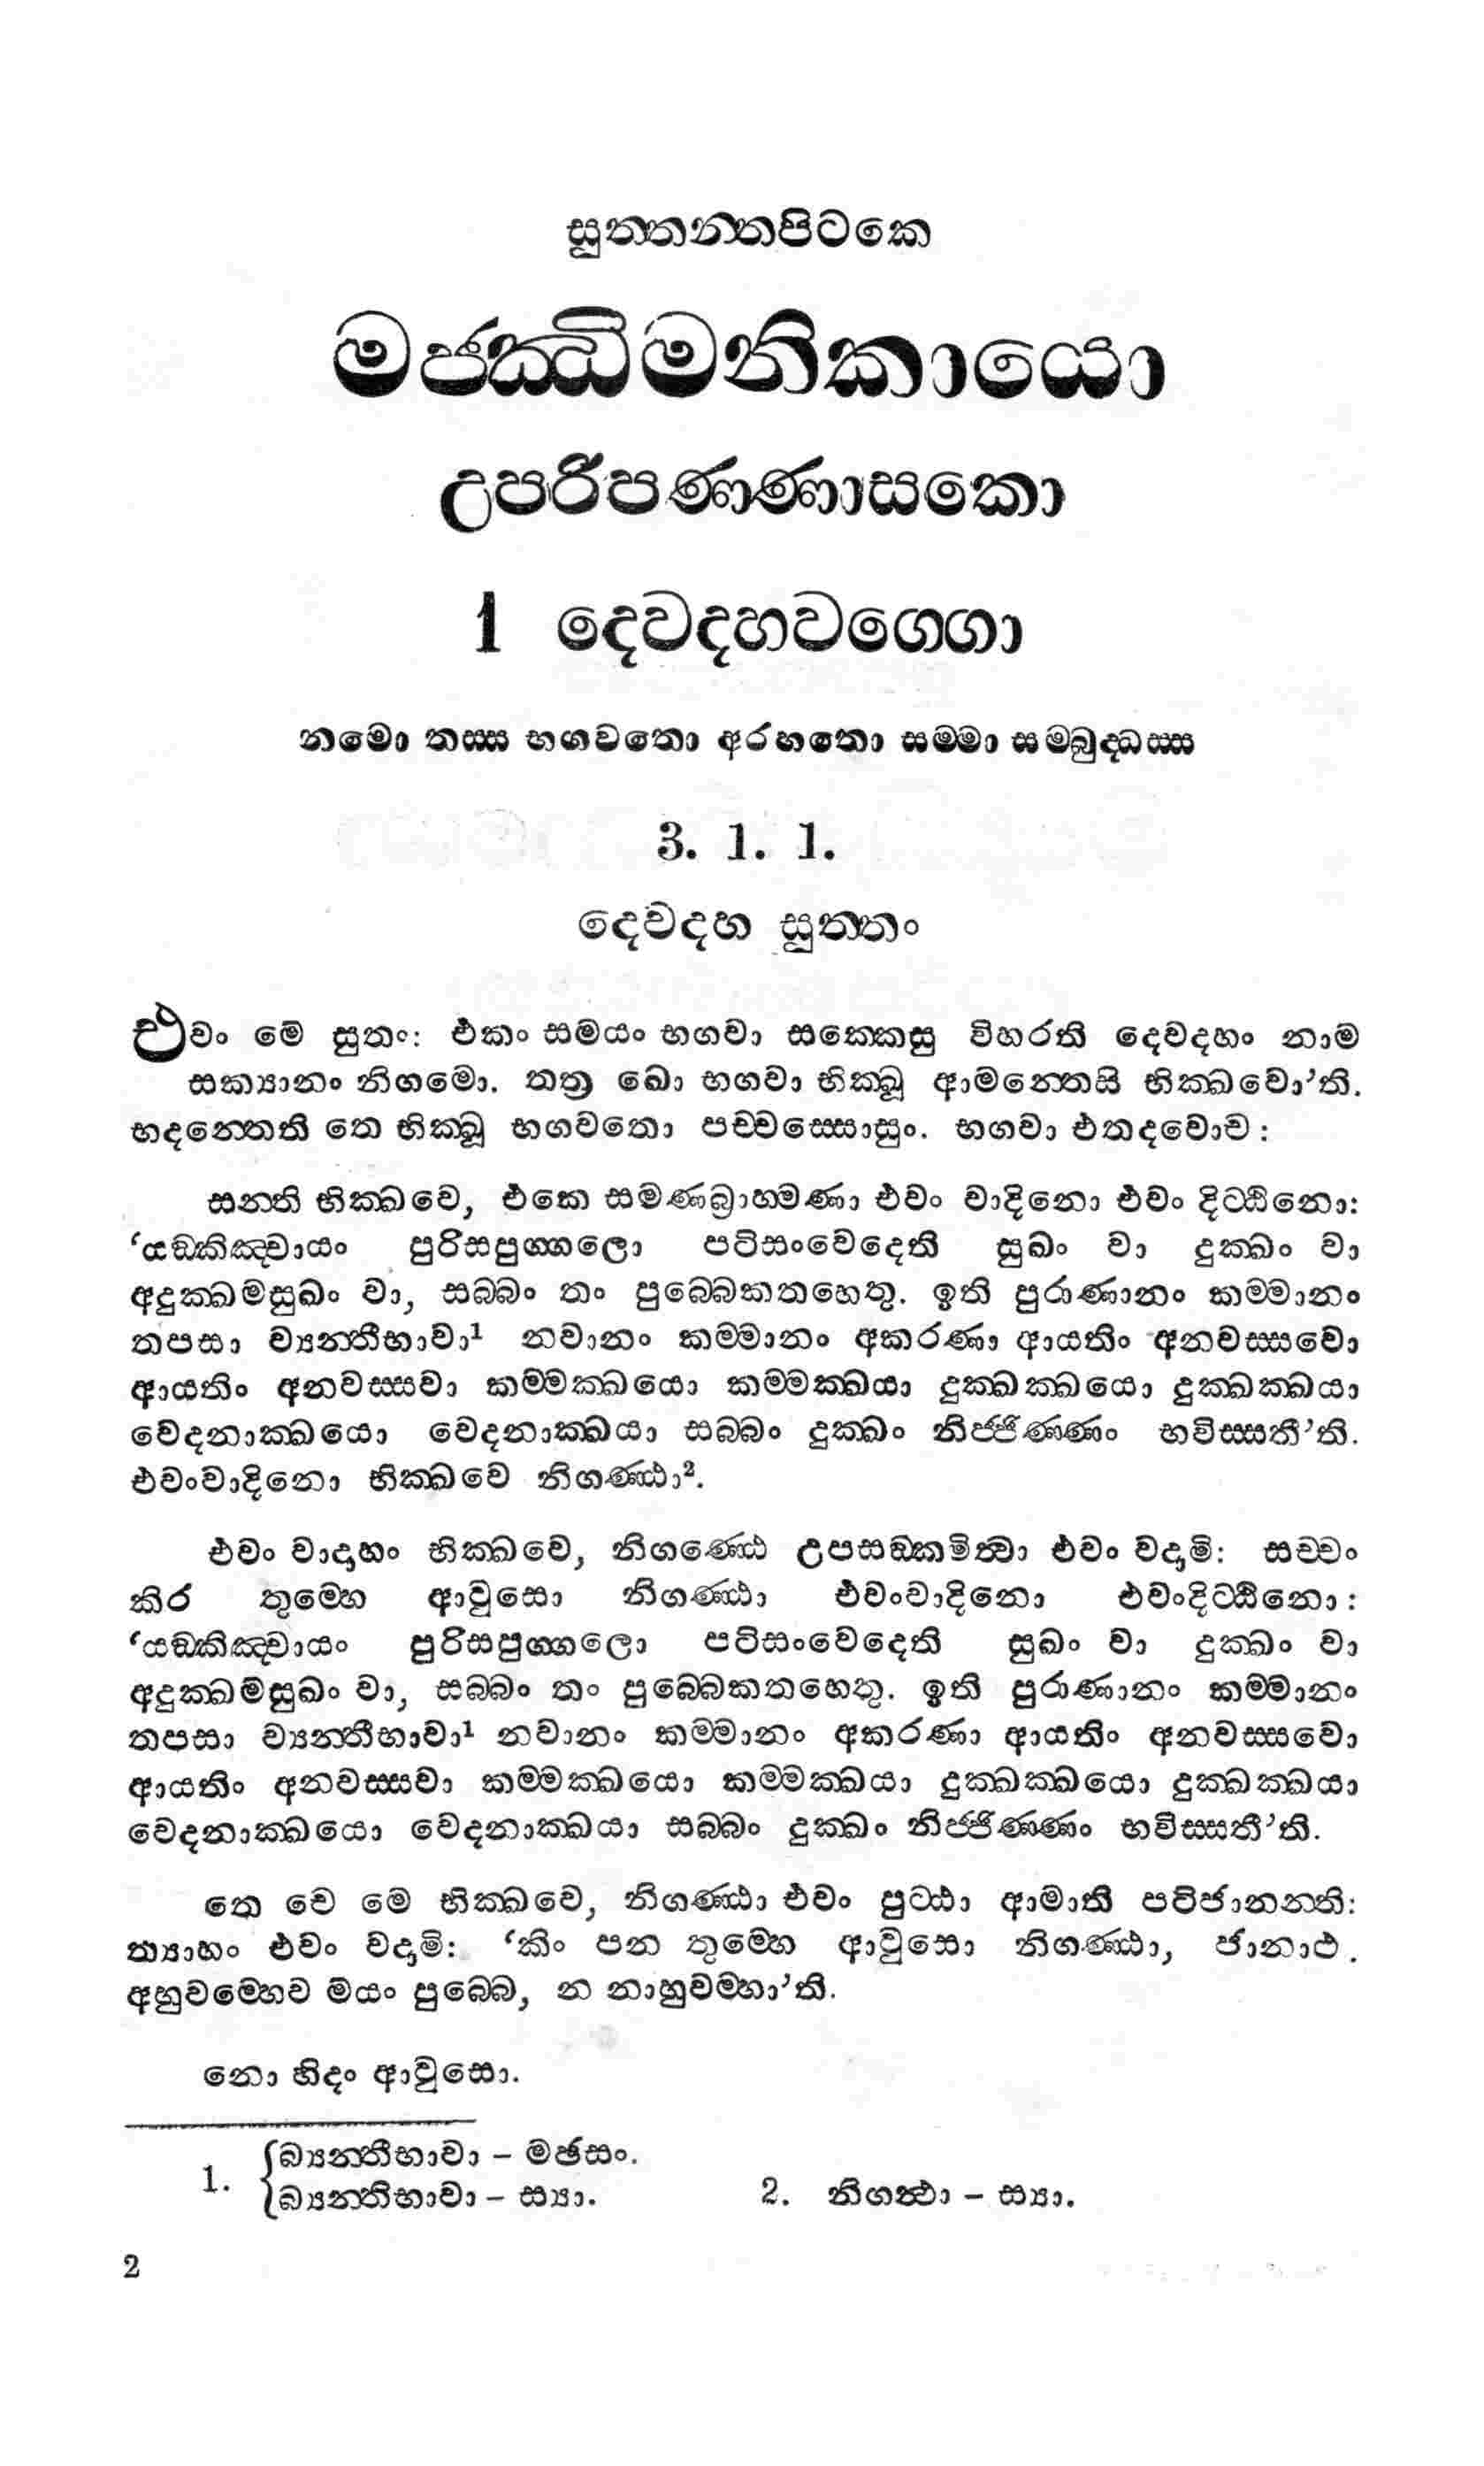 සුත්තන්තපිටකෙ
මජ්ඣිමනිකායො
උපරිපණ්ණාසකො
1 දෙවදහවග්ගො
නමො තස්ස භගවතො අරහතො සම්මා සම්බුද්ධස්ස
3. 1. 1.
දෙවදහ සුත්තං
එවං මේ සුතං: එකං සමයං භගවා සක්කෙසු විහරති දෙවදහං නාම
සක්‍යානං නිගමො. තත්‍ර ඛො භගවා භික්ඛූ ආමන්තෙසි භික්ඛවො'ති.
භදන්තෙති තෙ භික්ඛූ භගවතො පච්චස්සොසුං. භගවා එතදවොච:
සන්ති භික්ඛවෙ, එකෙ සමණබ්‍රාහ්මණා එවං වාදිනො එවං දිට්ඨිනො:
‘යඞ්කිඤ්චායං පුරිසපුග්ගලො පටිසංවෙදෙති සුඛං වා දුක්ඛං වා
අදුක්ඛමසුඛං වා, සබ්බං තං පුබ්බෙකතහෙතු. ඉති පුරාණානං කම්මානං
තපසා ව්‍යන්තීභාවා1 නවානං කම්මානං අකරණා ආයතිං අනවස්සවො
ආයතිං අනවස්සවා කම්මක්ඛයො කම්මක්ඛයා දුක්ඛක්ඛයො දුක්ඛක්ඛයා
වේදනාක්ඛයො වෙදනාක්ඛයා සබ්බං දුක්ඛං නිජ්ජිණ්ණං භවිස්සතී’ති.
එවංවාදිනො භික්ඛවෙ නිගණ්ඨා2.
එවං වාදාහං භික්ඛවෙ, නිගණ්ඨෙ උපසඞ්කමිත්වා එවං වදාමි: සච්චං
කිර තුම්හෙ ආවුසො නිගණ්ඨා එවංවාදිනො එවංදිට්ඨිනො:
‘යඞ්කිඤ්චායං පුරිසපුග්ගලො පටිසංවෙදෙති සුඛං වා දුක්ඛං වා
අදුක්ඛමසුඛං වා, සබ්බං තං පුබ්බෙකතහෙතු. ඉති පුරාණානං කම්මානං
තපසා ව්‍යන්තීභාවා1 නවානං කම්මානං අකරණා ආයතිං අනවස්සවො
ආයතිං අනවස්සවා කම්මක්ඛයො කම්මක්ඛයා දුක්ඛක්ඛයො දුක්ඛක්ඛයා
වෙදනාක්ඛයො වෙදනාක්ඛයා සබ්බං දුක්ඛං නිජ්ජිණ්ණං භවිස්සතී’ති.
තෙ චෙ මෙ භික්ඛවෙ, නිගණ්ඨා එවං පුට්ඨා ආමාති පටිජානන්ති:
ත්‍යාහං එවං වදාමි: ‘කිං පන තුම්හෙ ආවුසො නිගණ්ඨා, ජානාථ.
අහුවම්හෙව මයං පුබ්බෙ, න නාහුවම්හා’ති.
නො හිදං ආවුසො.
1. {බ්‍යන්තීභාවා – මඡසං.
{බ්‍යන්තිභාවා – ස්‍යා. 2. නිගන්ථා – ස්‍යා.
2